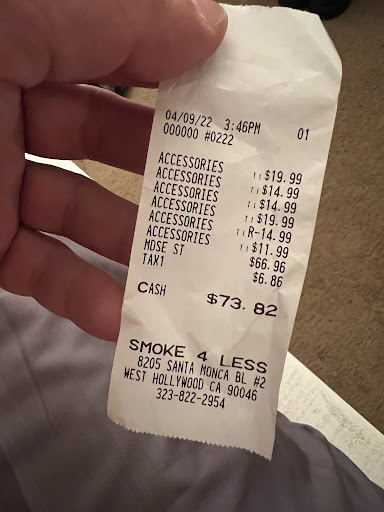 04/09/22 3:46PM 01
000000 #0222
ACCESSORIES $19.99
ACCESSORIES $14.99
ACCESSORIES $14.99
ACCESSORIES $19.99
ACCESSORIES R-14.99
ACCESSORIES $11.99
MDSE ST $66.96
TAX1 $6.86
CASH $73.82
SMOKE 4 LESS
8205 SANTA MONCA BL #2
WEST HOLLYWOOD CA 90046
323-822-2954